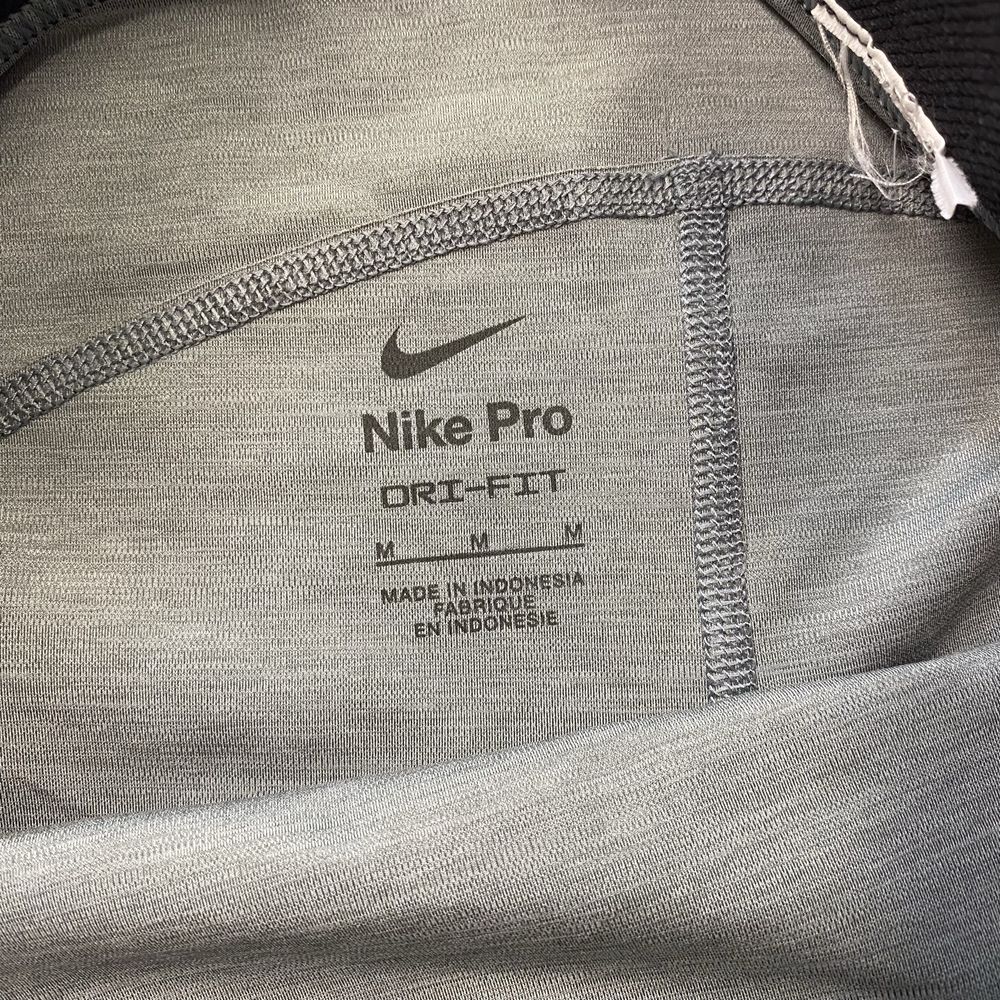 Nike Pro
DRI-FIT
M M M
MADE IN INDONESIA
FABRIQUE
EN INDONESIE